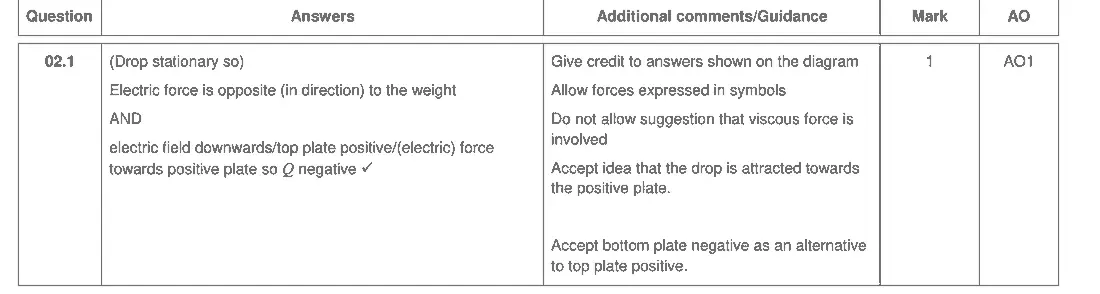 Question Answers Additional comments/Guidance Mark AO
02.1 (Drop stationary so) Give credit to answers shown on the diagram 1 AO1
Electric force is opposite (in direction) to the weight Allow forces expressed in symbols
AND Do not allow suggestion that viscous force is
involved
electric field downwards/top plate positive/(electric) force
towards positive plate so Q negative ✓ Accept idea that the drop is attracted towards
the positive plate.
Accept bottom plate negative as an alternative
to top plate positive.